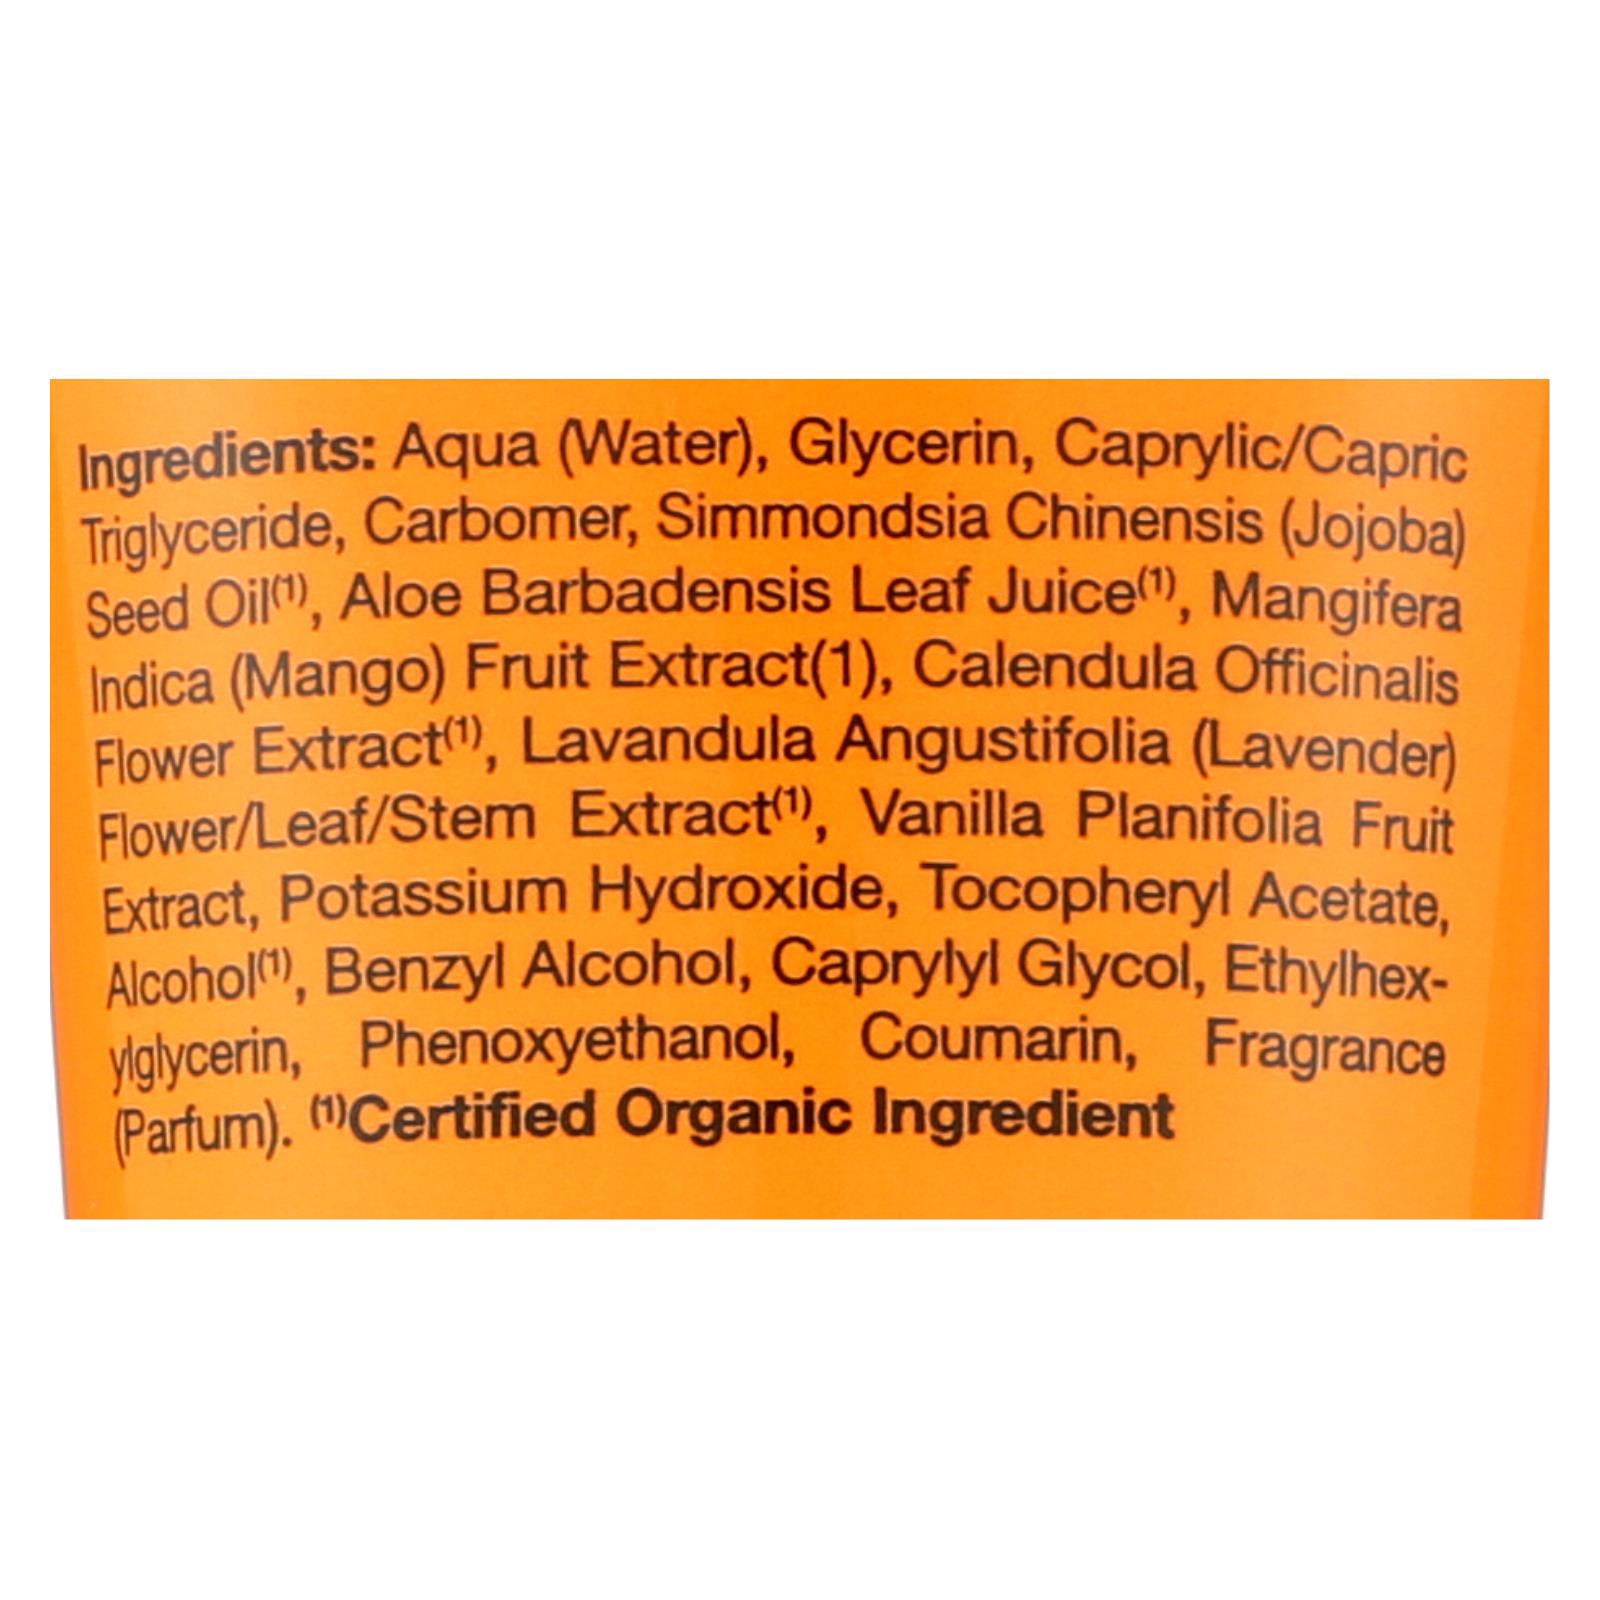 Ingredients: Aqua (Water), Glycerin, Caprylic/Capric
Triglyceride, Carbomer, Simmondsia Chinensis (Jojoba)
Seed Oil⁽¹⁾, Aloe Barbadensis Leaf Juice⁽¹⁾, Mangifera
Indica (Mango) Fruit Extract(1), Calendula Officinalis
Flower Extract⁽¹⁾, Lavandula Angustifolia (Lavender)
Flower/Leaf/Stem Extract⁽¹⁾, Vanilla Planifolia Fruit
Extract, Potassium Hydroxide, Tocopheryl Acetate,
Alcohol⁽¹⁾, Benzyl Alcohol, Caprylyl Glycol, Ethylhex-
ylglycerin, Phenoxyethanol, Coumarin, Fragrance
(Parfum). ⁽¹⁾Certified Organic Ingredient